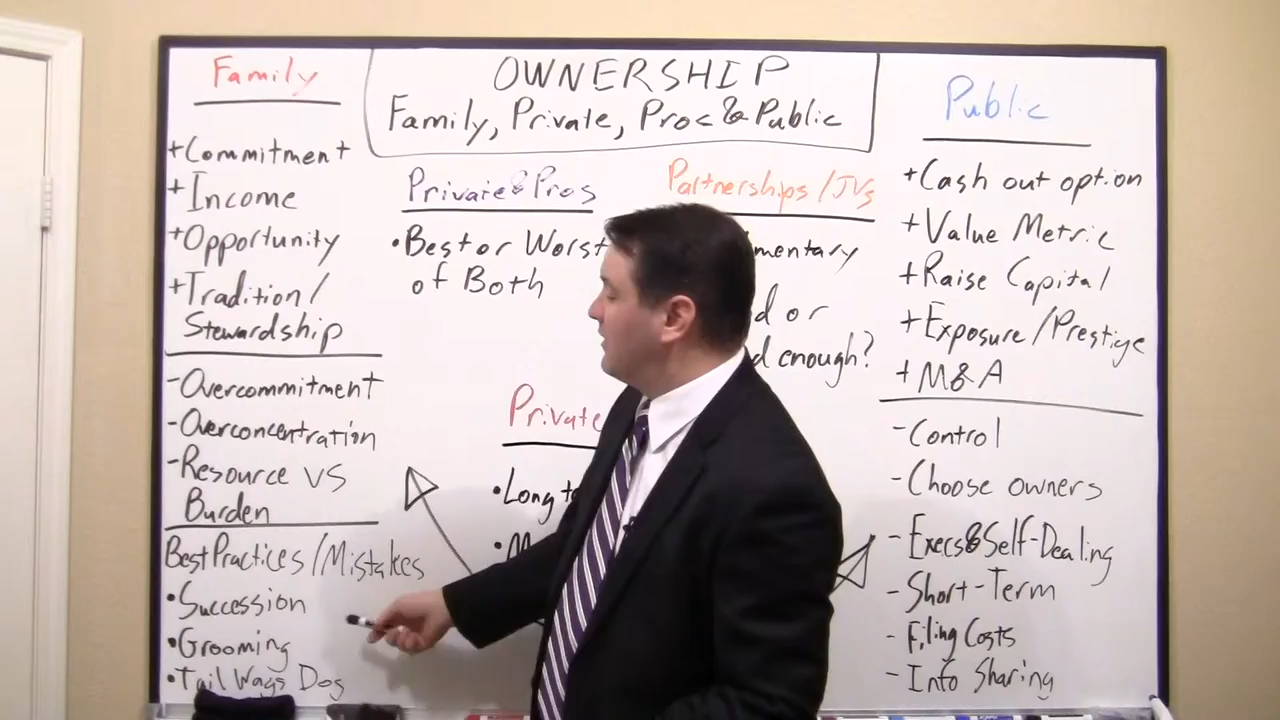 OWNERSHIP
Family, Private, Pros & Public
Family
+Commitment
+Income
+Opportunity
+Tradition/
Stewardship
-Overcommitment
-Overconcentration
-Resource VS
Burden
Best Practices/Mistakes
•Succession
•Grooming
•Tail Wags Dog
Private & Pros
•Best or Worst
of Both
Partnerships/JVs
mentary
d or
d enough?
Private
•Long t
•M
Public
+Cash out option
+Value Metric
+Raise Capital
+Exposure/Prestige
+M&A
-Control
-Choose owners
-Execs & Self-Dealing
-Short-Term
-Filing Costs
-Info Sharing